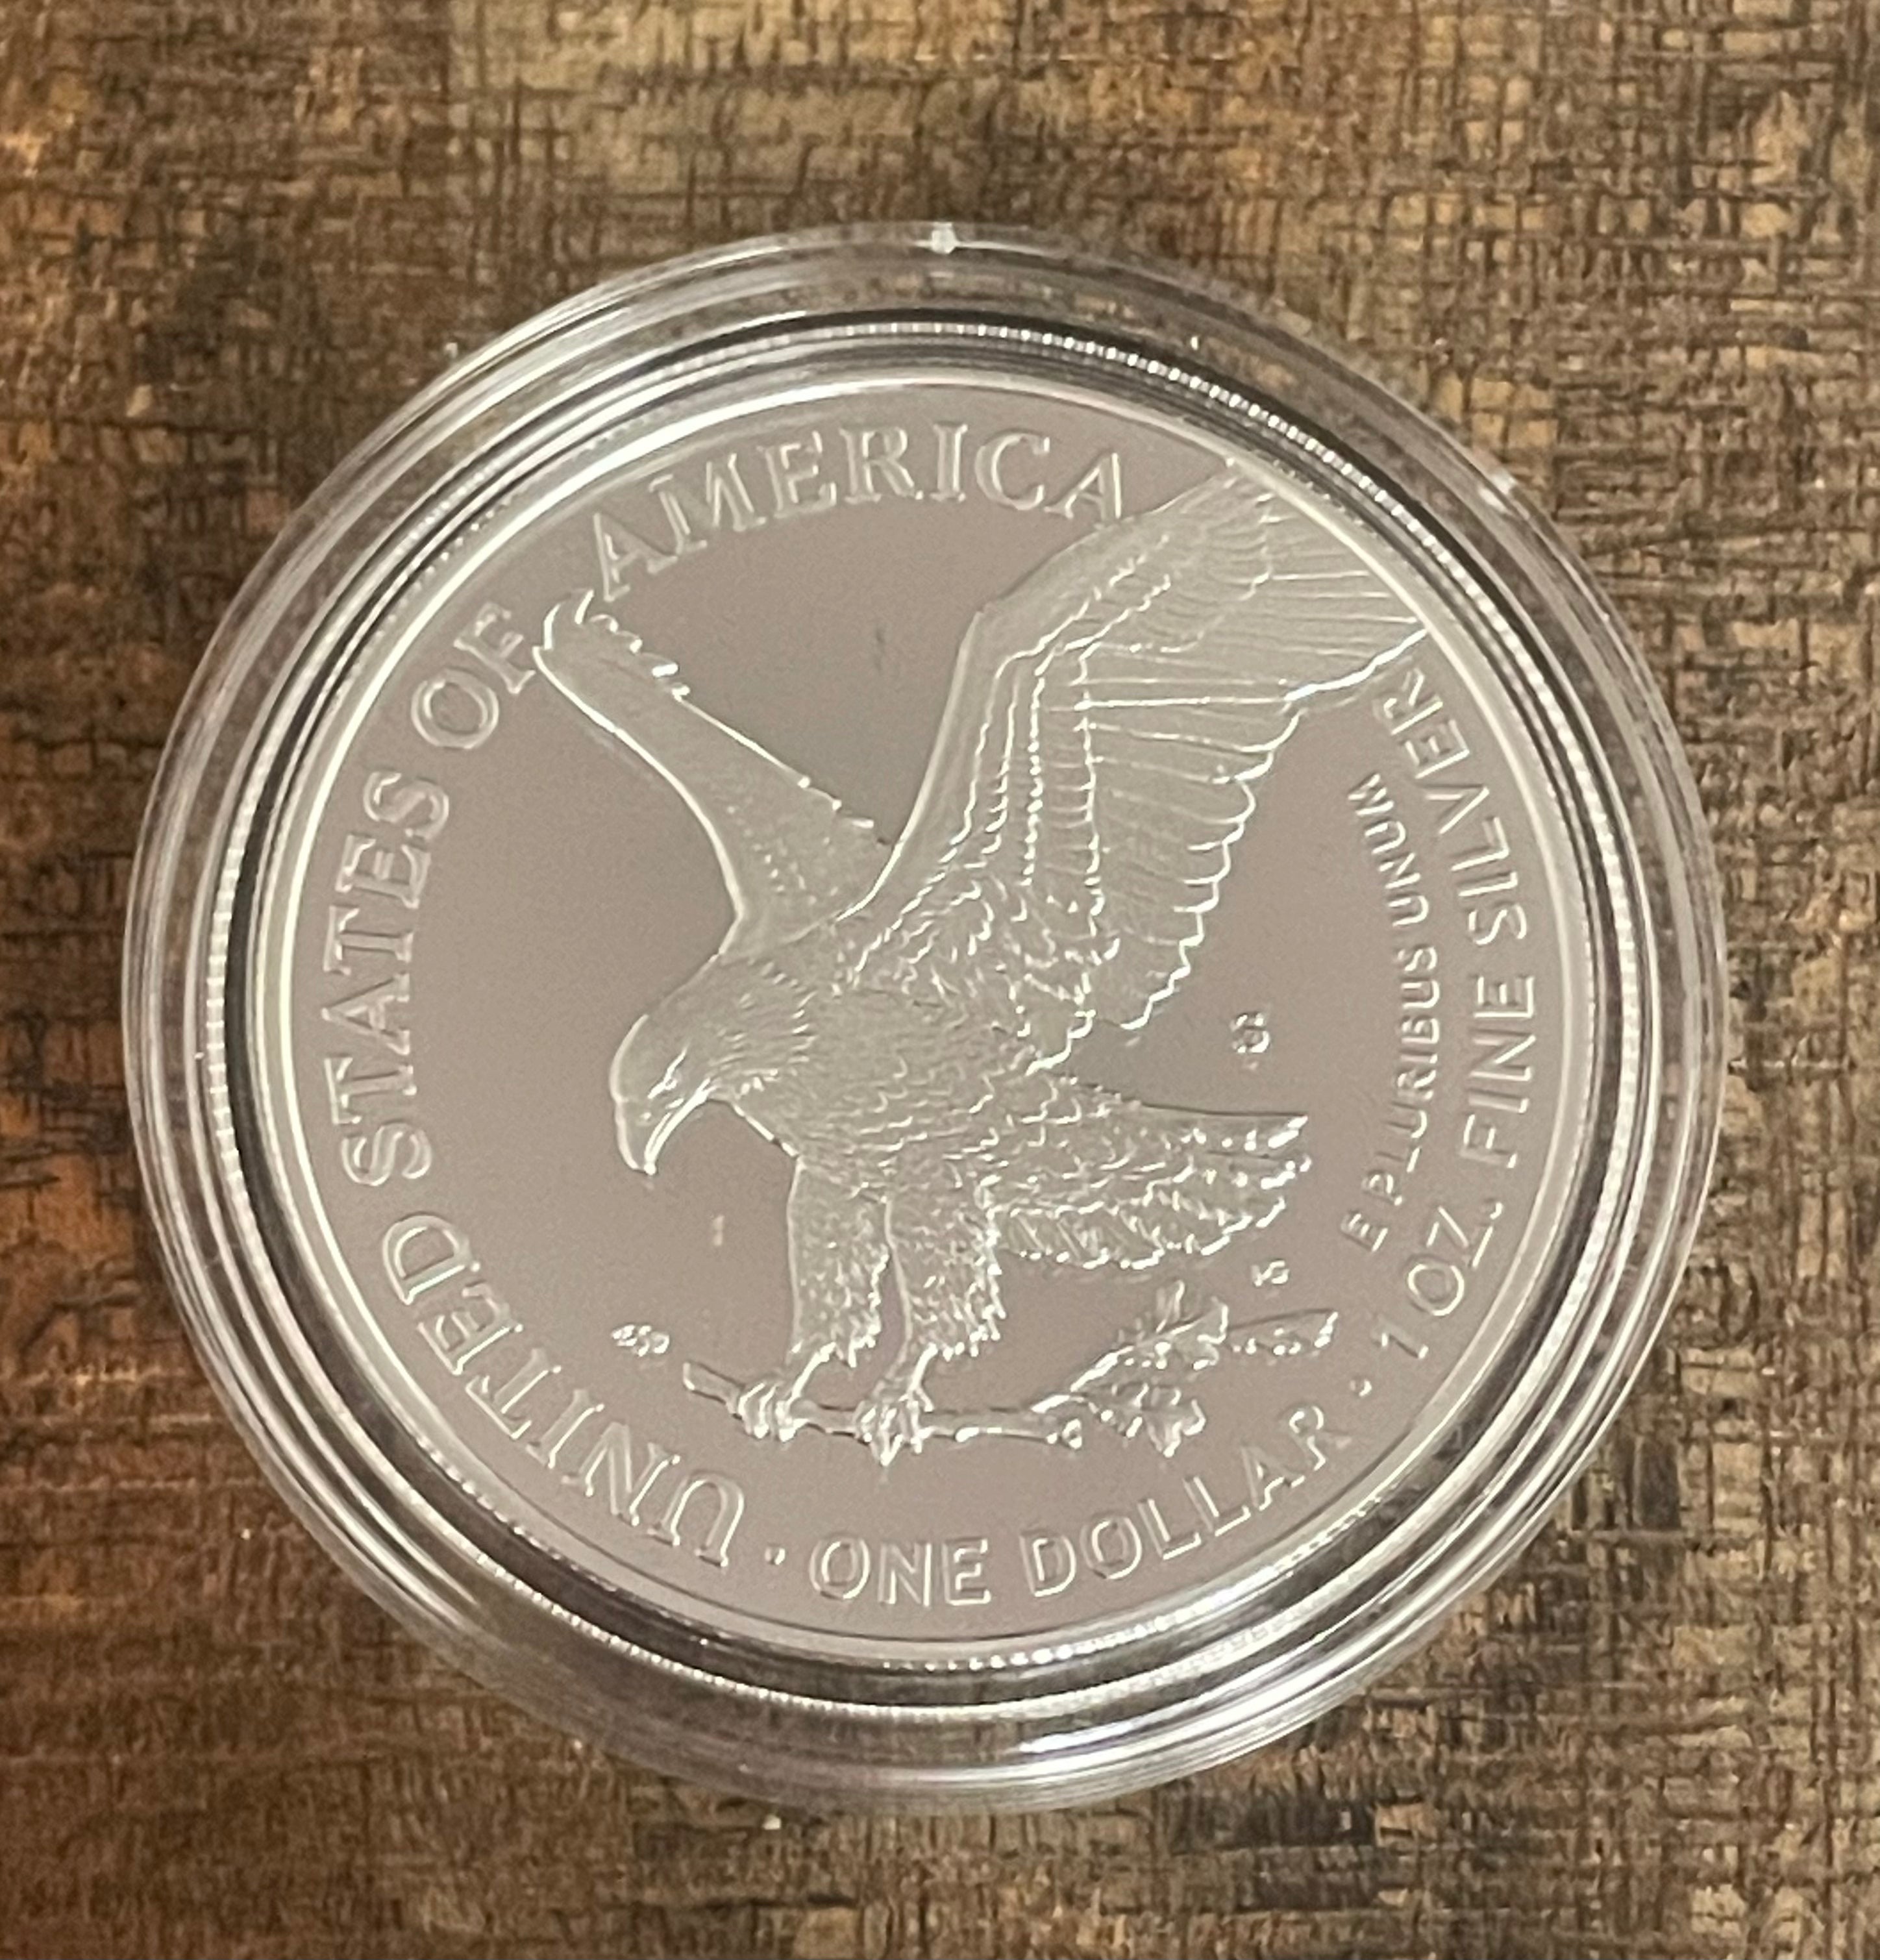 UNITED STATES OF AMERICA
E PLURIBUS UNUM
1 OZ. FINE SILVER
• ONE DOLLAR •